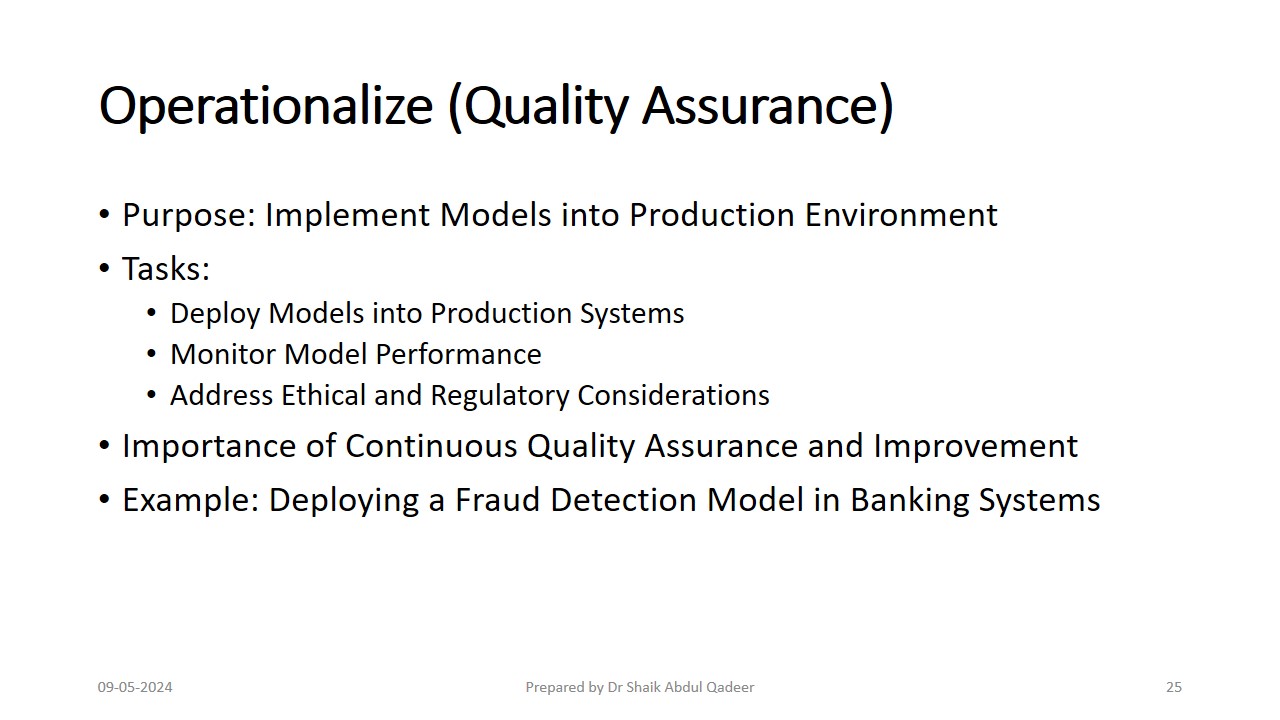 Operationalize (Quality Assurance)
• Purpose: Implement Models into Production Environment
• Tasks:
• Deploy Models into Production Systems
• Monitor Model Performance
• Address Ethical and Regulatory Considerations
• Importance of Continuous Quality Assurance and Improvement
• Example: Deploying a Fraud Detection Model in Banking Systems
09-05-2024
Prepared by Dr Shaik Abdul Qadeer
25